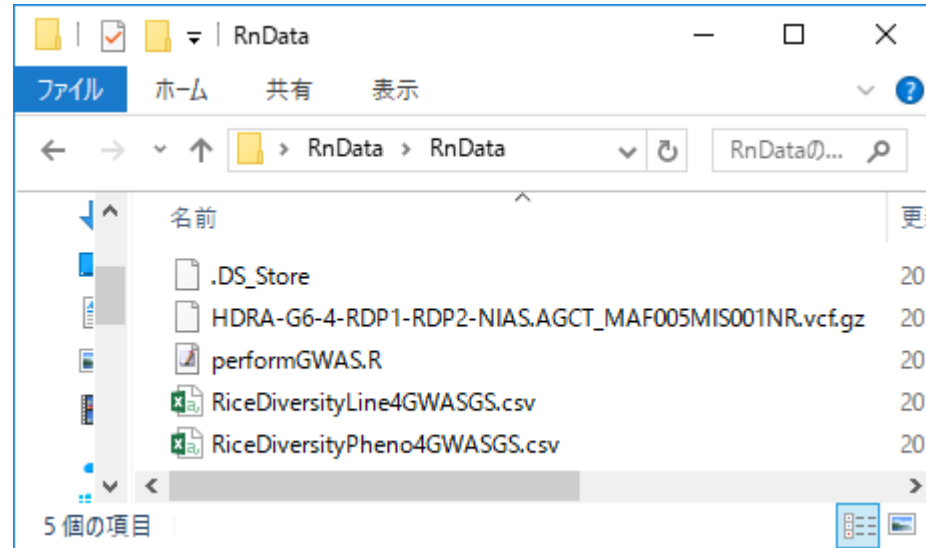 RnData
ファイル ホーム 共有 表示
RnData > RnData RnDataの...
名前
.DS_Store 20
HDRA-G6-4-RDP1-RDP2-NIAS.AGCT_MAF005MIS001NR.vcf.gz 20
performGWAS.R 20
RiceDiversityLine4GWASGS.csv 20
RiceDiversityPheno4GWASGS.csv 20
5 個の項目